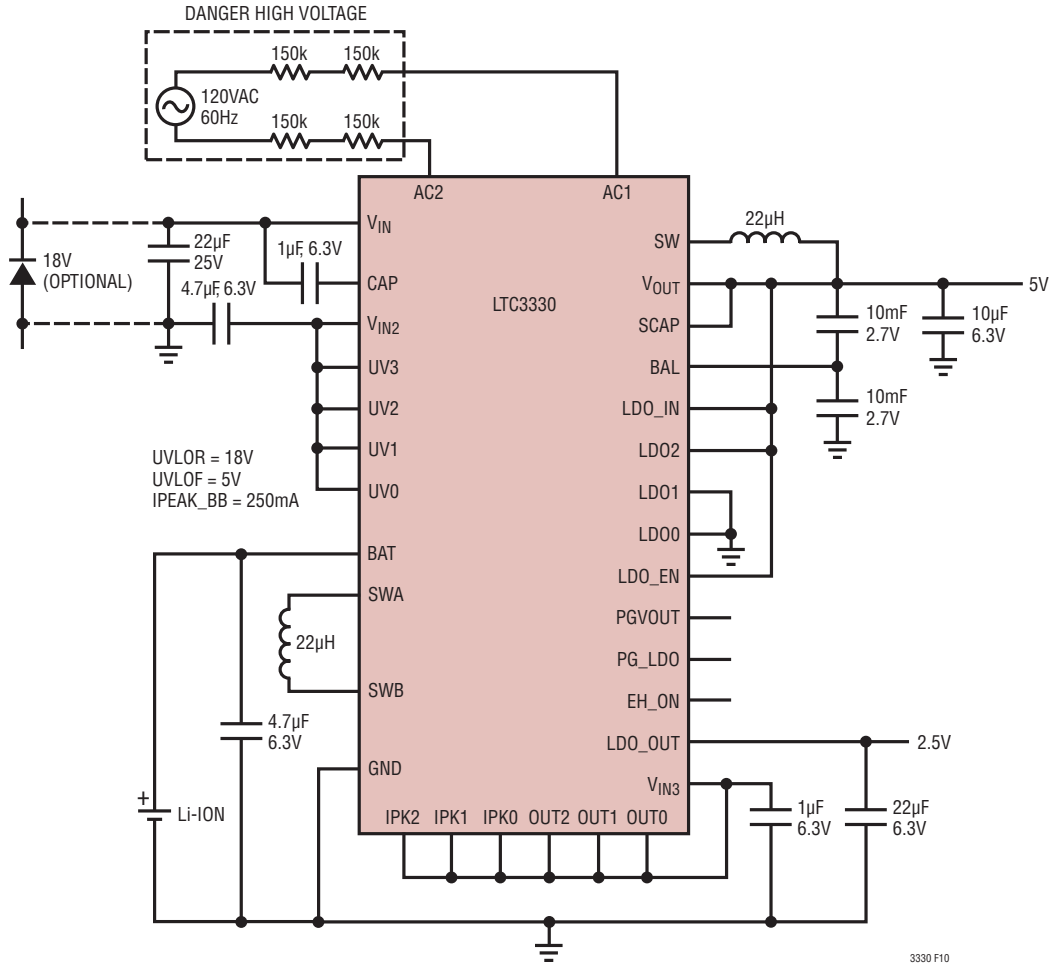 DANGER HIGH VOLTAGE
150k
150k
120VAC
60Hz
150k
150k
AC2
AC1
VIN
22µF
25V
1µF, 6.3V
CAP
18V
(OPTIONAL)
4.7µF, 6.3V
VIN2
UV3
UV2
UV1
UV0
UVLOR = 18V
UVLOF = 5V
IPEAK_BB = 250mA
BAT
SWA
22µH
SWB
4.7µF
6.3V
GND
+
Li-ION
LTC3330
SW
22µH
VOUT
5V
SCAP
10mF
2.7V
10µF
6.3V
BAL
10mF
2.7V
LDO_IN
LDO2
LDO1
LDO0
LDO_EN
PGVOUT
PG_LDO
EH_ON
LDO_OUT
2.5V
VIN3
1µF
6.3V
22µF
6.3V
IPK2 IPK1 IPK0 OUT2 OUT1 OUT0
3330 F10